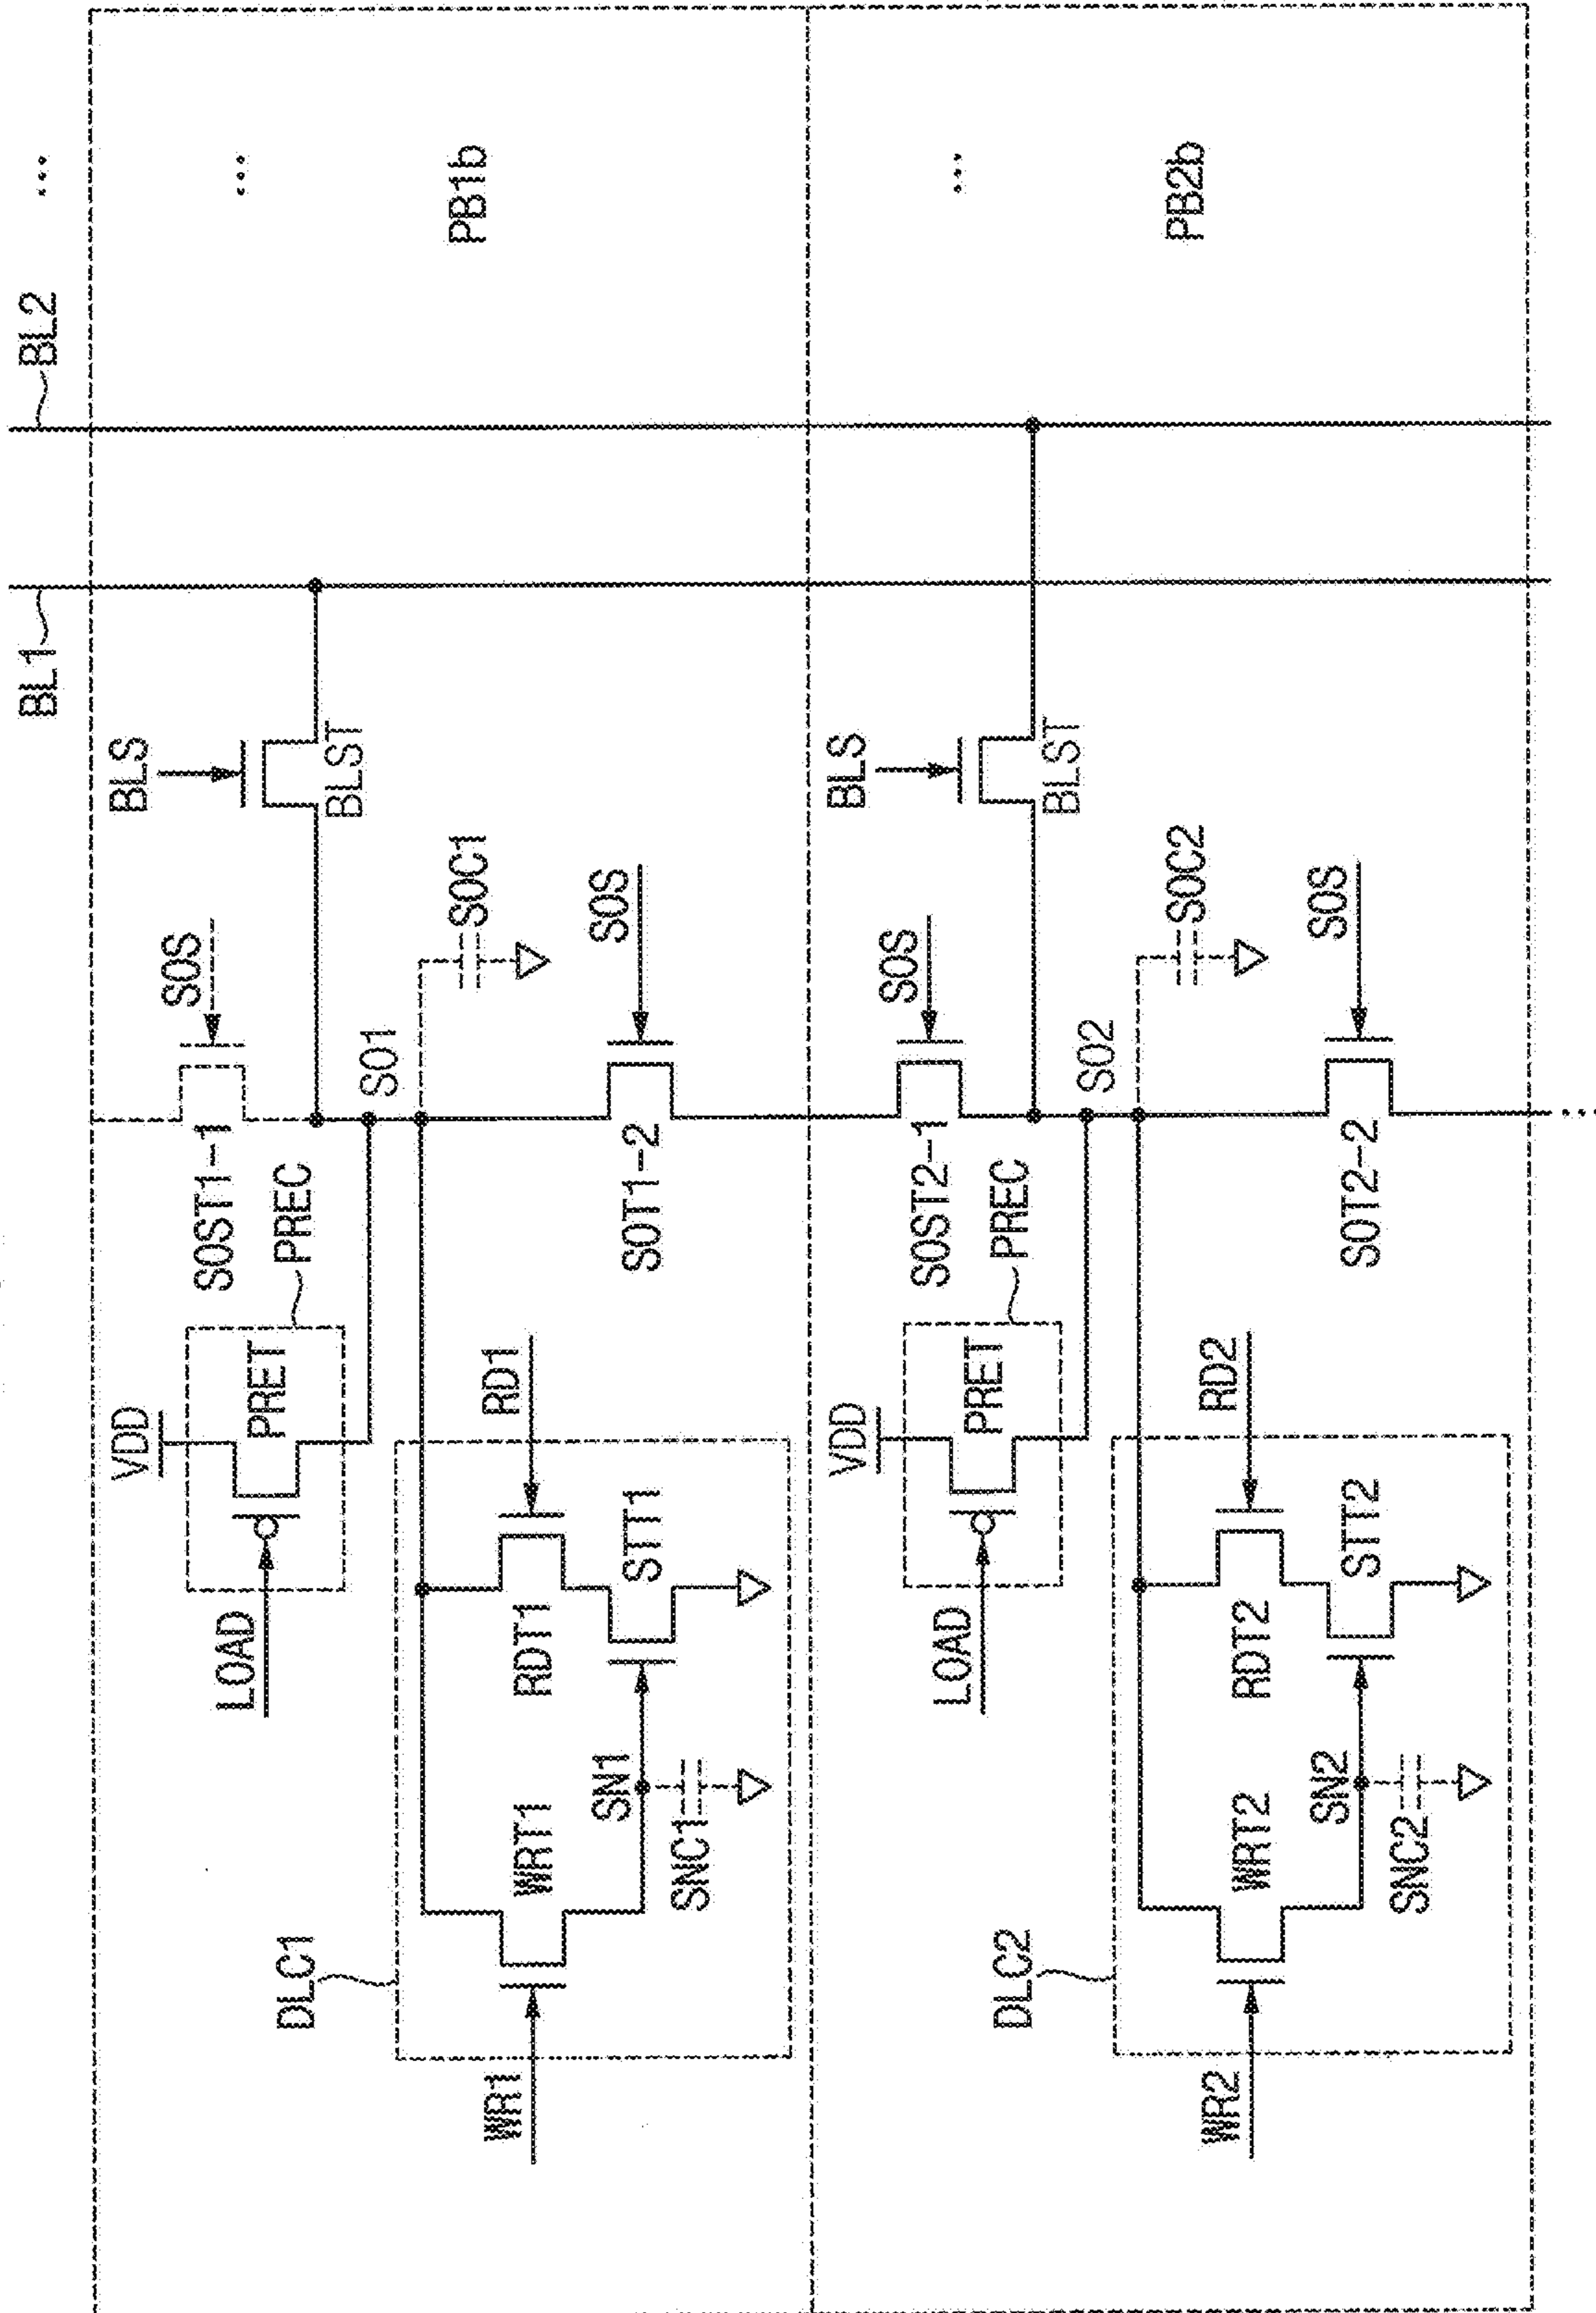 BL1
BL2
...
BLS
SOS
SOST1-1
VDD
PRET
PREC
LOAD
BLST
SO1
SOC1
...
PB1b
DLC1
WR1
WRT1
RDT1
RD1
SN1
SNC1
STT1
SOT1-2
SOS
BLS
SOS
SOST2-1
VDD
PRET
PREC
LOAD
BLST
SO2
SOC2
...
PB2b
DLC2
WR2
WRT2
RDT2
RD2
SN2
SNC2
STT2
SOT2-2
SOS
...